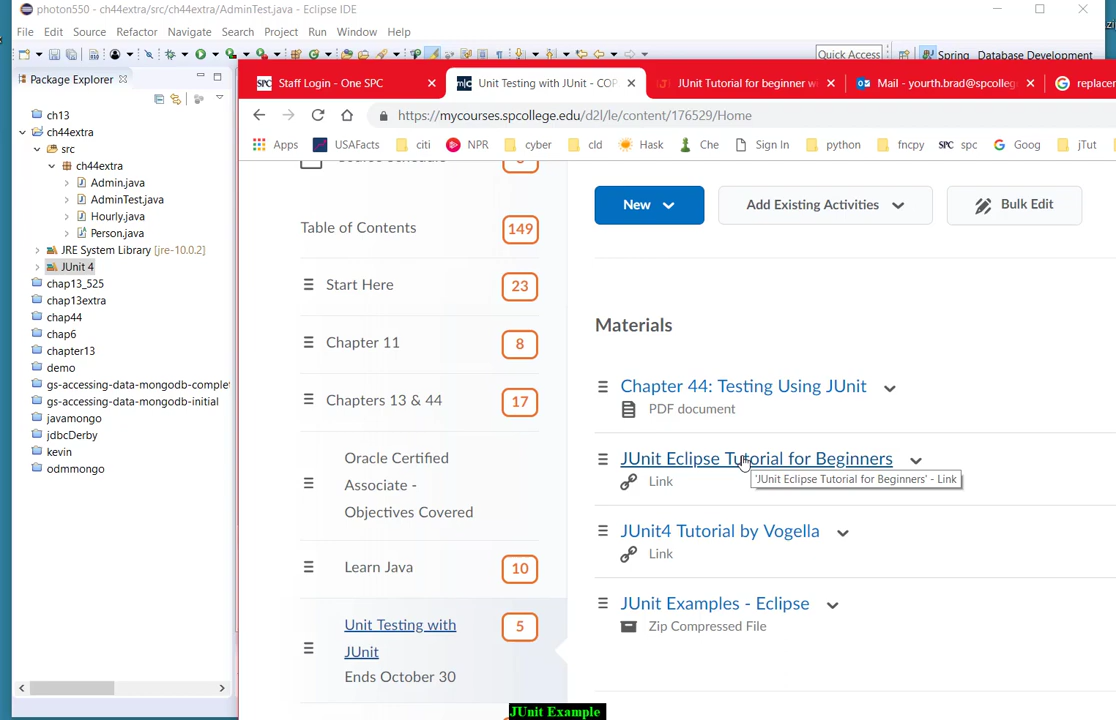 photon550 - ch44extra/src/ch44extra/AdminTest.java - Eclipse IDE
File Edit Source Refactor Navigate Search Project Run Window Help
Quick Access
Spring Database Development
Package Explorer
ch13
ch44extra
src
ch44extra
Admin.java
AdminTest.java
Hourly.java
Person.java
JRE System Library [jre-10.0.2]
JUnit 4
chap13_525
chap13extra
chap44
chap6
chapter13
demo
gs-accessing-data-mongodb-comple
gs-accessing-data-mongodb-initial
javamongo
jdbcDerby
kevin
odmmongo
SPC Staff Login - One SPC
Unit Testing with JUnit - COP
JUnit Tutorial for beginner wi
Mail - yourth.brad@spcolleg
replacer
https://mycourses.spcollege.edu/d2l/le/content/176529/Home
Apps USAFacts citi NPR cyber cld Hask Che Sign In python fncpy SPC spc Goog jTut
Table of Contents 149
Start Here 23
Chapter 11 8
Chapters 13 & 44 17
Oracle Certified
Associate -
Objectives Covered
Learn Java 10
Unit Testing with 5
JUnit
Ends October 30
New
Add Existing Activities
Bulk Edit
Materials
Chapter 44: Testing Using JUnit
PDF document
JUnit Eclipse Tutorial for Beginners
'JUnit Eclipse Tutorial for Beginners' - Link
Link
JUnit4 Tutorial by Vogella
Link
JUnit Examples - Eclipse
Zip Compressed File
JUnit Example